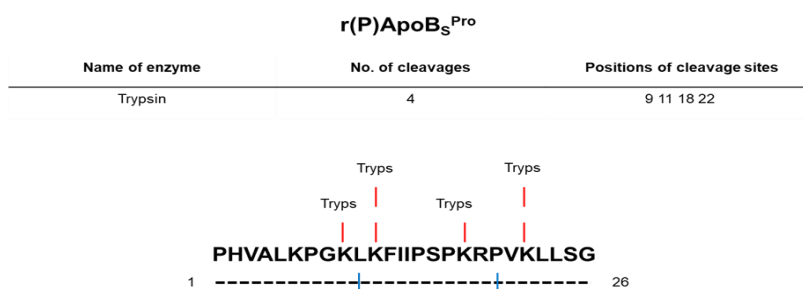 r(P)ApoBsPro
Name of enzyme No. of cleavages Positions of cleavage sites
Trypsin 4 9 11 18 22
Tryps Tryps
Tryps Tryps
PHVALKPGKLKFIIPSPKRPVKLLSG
1 26